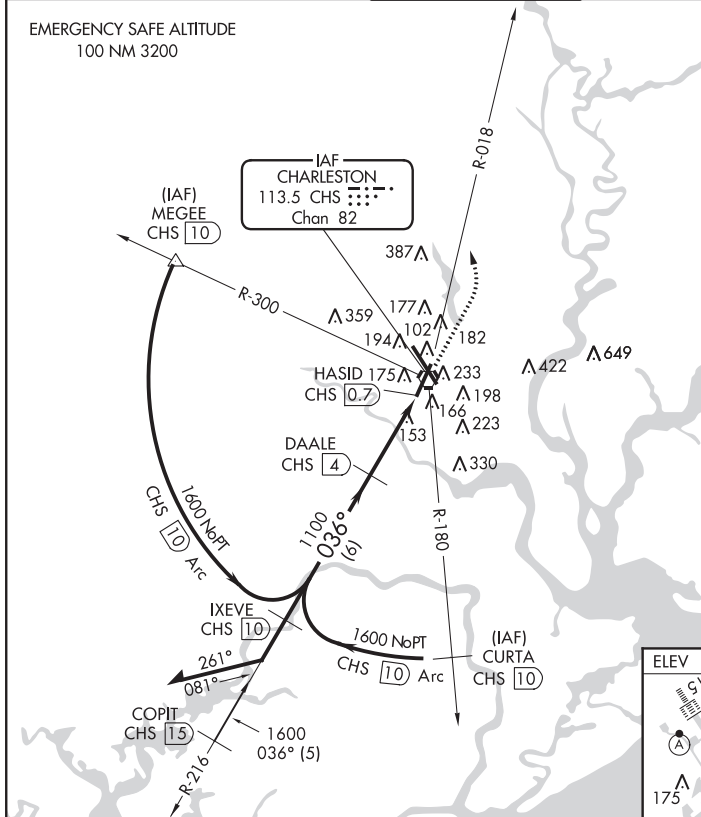 EMERGENCY SAFE ALTITUDE
100 NM 3200
R-018
IAF
CHARLESTON
113.5 CHS
Chan 82
(IAF)
MEGEE
CHS 10
R-300
387
359
177
102
194
182
649
422
HASID 175
CHS 0.7
233
198
166
153
223
330
DAALE
CHS 4
R-180
1100
036°
(6)
1600 NoPT
CHS 10 Arc
IXEVE
CHS 10
1600 NoPT
CHS 10 Arc
(IAF)
CURTA
CHS 10
261°
081°
COPIT
CHS 15
1600
036° (5)
R-216
ELEV
A
175